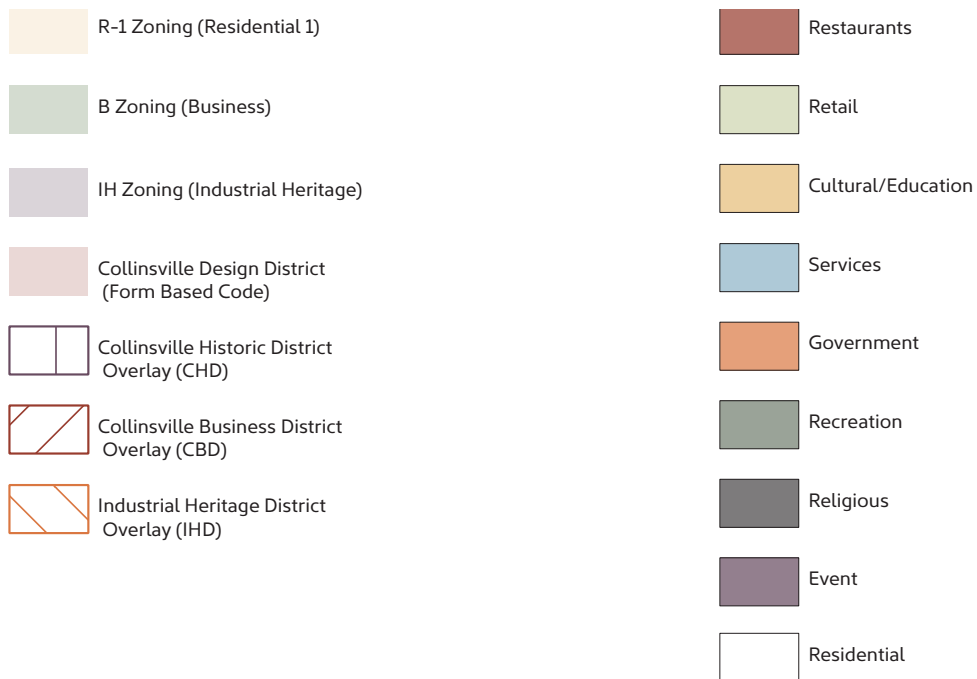 R-1 Zoning (Residential 1)
B Zoning (Business)
IH Zoning (Industrial Heritage)
Collinsville Design District
(Form Based Code)
Collinsville Historic District
Overlay (CHD)
Collinsville Business District
Overlay (CBD)
Industrial Heritage District
Overlay (IHD)
Restaurants
Retail
Cultural/Education
Services
Government
Recreation
Religious
Event
Residential